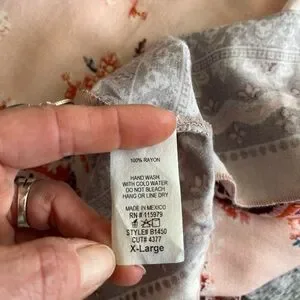 100% RAYON
HAND WASH
WITH COLD WATER
DO NOT BLEACH
HANG OR LINE DRY
MADE IN MEXICO
RN # 115979
STYLE# B1450
CUT# 4377
X-Large